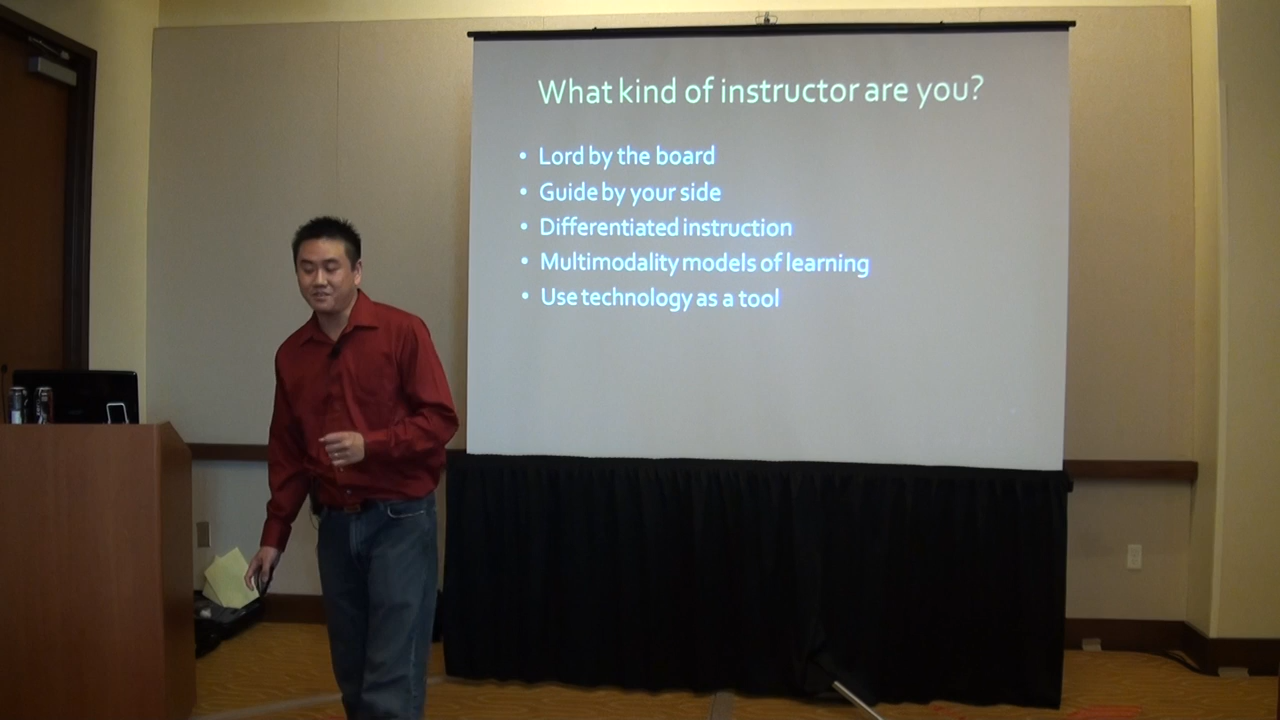 What kind of instructor are you?
• Lord by the board
• Guide by your side
• Differentiated instruction
• Multimodality models of learning
• Use technology as a tool